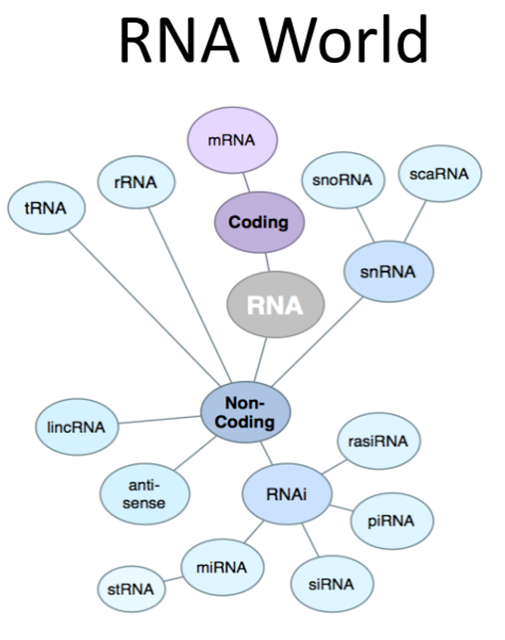 RNA World
mRNA
snoRNA
scaRNA
rRNA
tRNA
Coding
snRNA
RNA
Non-
Coding
lincRNA
rasiRNA
anti-
sense
RNAi
piRNA
miRNA
siRNA
stRNA